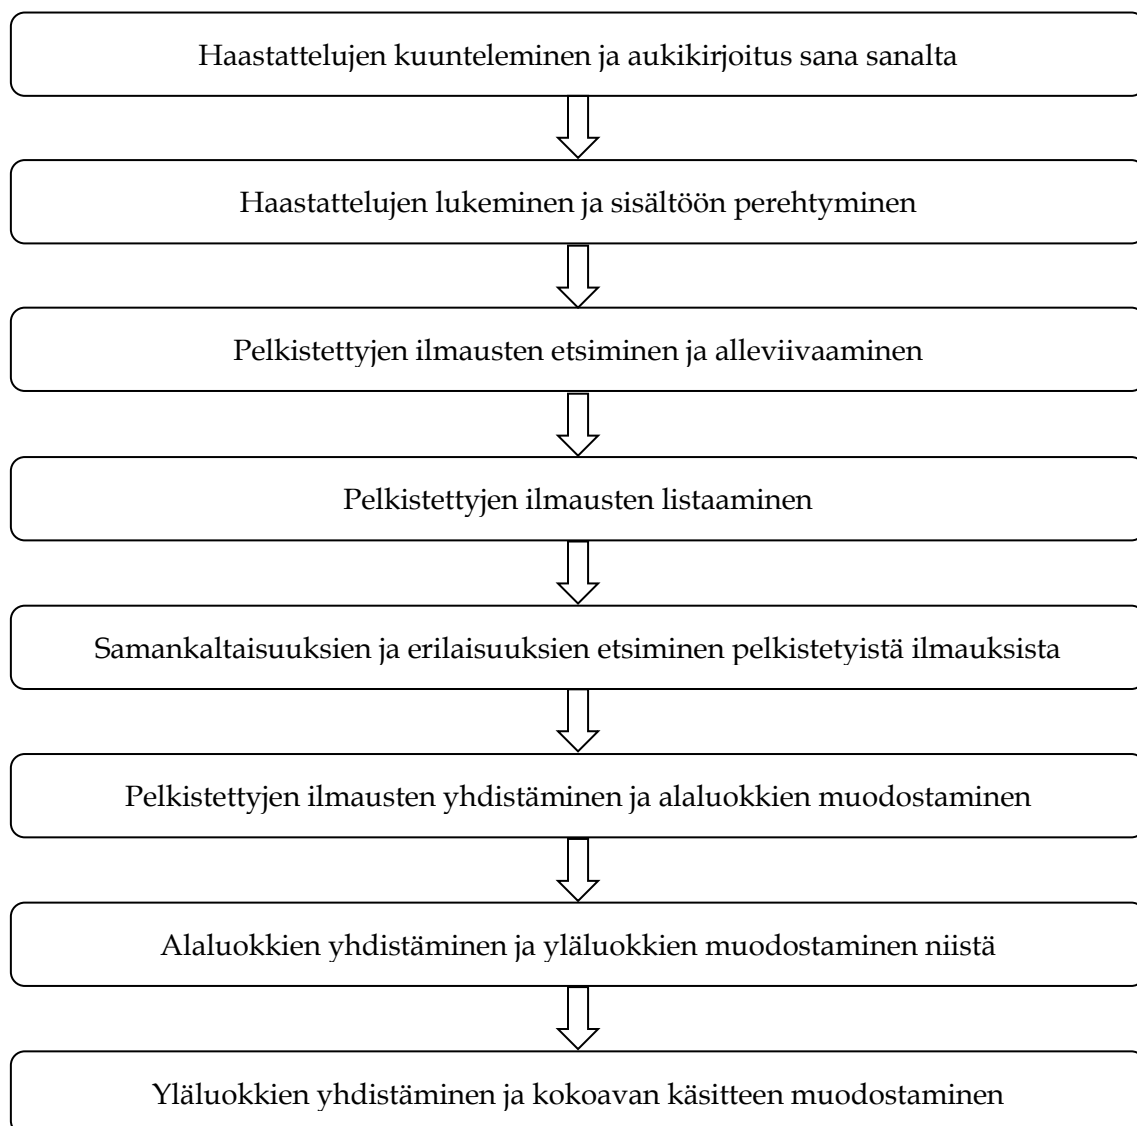 Haastattelujen kuunteleminen ja aukikirjoitus sana sanalta
Haastattelujen lukeminen ja sisältöön perehtyminen
Pelkistettyjen ilmausten etsiminen ja alleviivaaminen
Pelkistettyjen ilmausten listaaminen
Samankaltaisuuksien ja erilaisuuksien etsiminen pelkistetyistä ilmauksista
Pelkistettyjen ilmausten yhdistäminen ja alaluokkien muodostaminen
Alaluokkien yhdistäminen ja yläluokkien muodostaminen niistä
Yläluokkien yhdistäminen ja kokoavan käsitteen muodostaminen